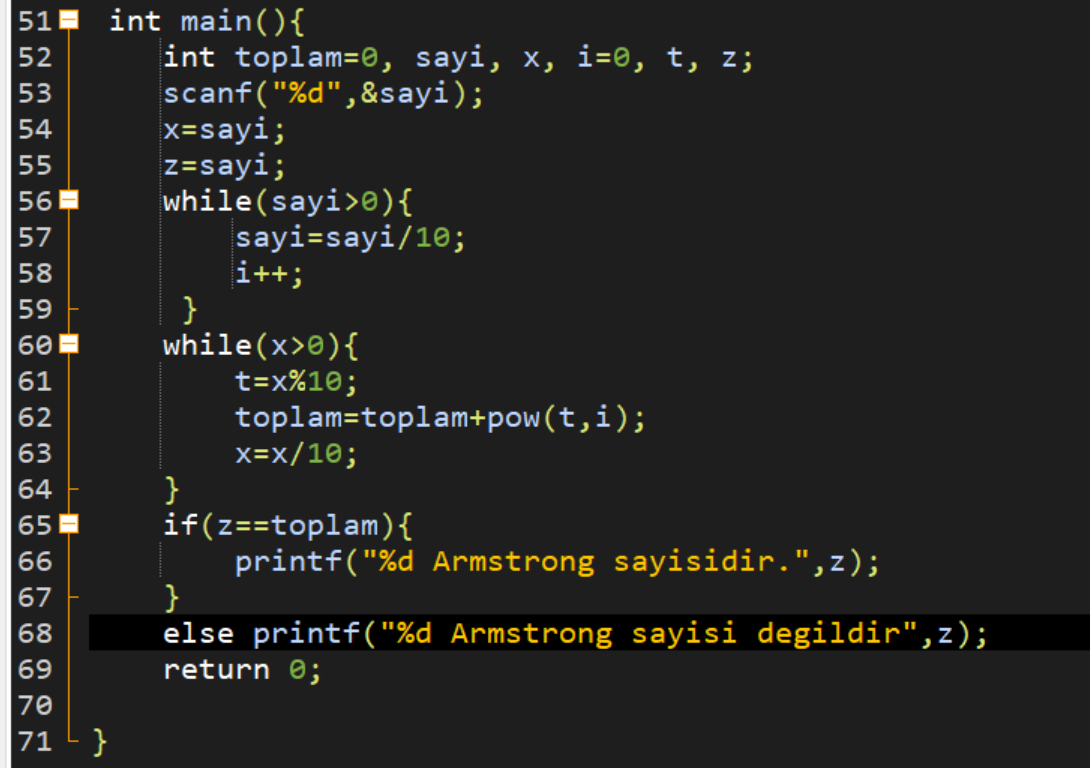 51 int main(){
52 int toplam=0, sayi, x, i=0, t, z;
53 scanf("%d",&sayi);
54 x=sayi;
55 z=sayi;
56 while(sayi>0){
57 sayi=sayi/10;
58 i++;
59 }
60 while(x>0){
61 t=x%10;
62 toplam=toplam+pow(t,i);
63 x=x/10;
64 }
65 if(z==toplam){
66 printf("%d Armstrong sayisidir.",z);
67 }
68 else printf("%d Armstrong sayisi degildir",z);
69 return 0;
70
71 }